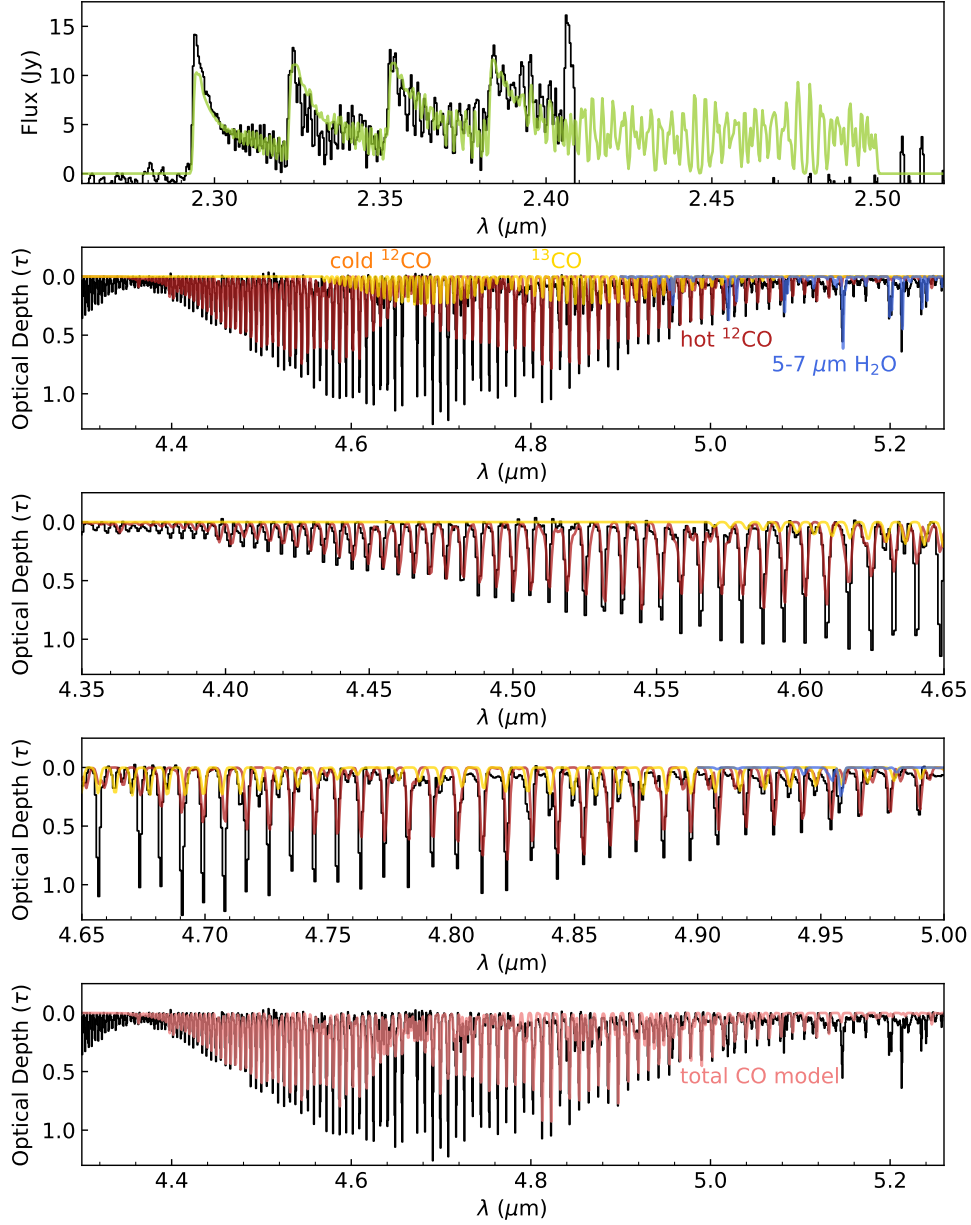 15
10
5
0
Flux (Jy)
2.30 2.35 2.40 2.45 2.50
λ (μm)
cold ¹²CO ¹³CO
0.0
0.5
1.0
Optical Depth (τ)
hot ¹²CO
5-7 μm H₂O
4.4 4.6 4.8 5.0 5.2
λ (μm)
0.0
0.5
1.0
Optical Depth (τ)
4.35 4.40 4.45 4.50 4.55 4.60 4.65
λ (μm)
0.0
0.5
1.0
Optical Depth (τ)
4.65 4.70 4.75 4.80 4.85 4.90 4.95 5.00
λ (μm)
0.0
0.5
1.0
Optical Depth (τ)
total CO model
4.4 4.6 4.8 5.0 5.2
λ (μm)